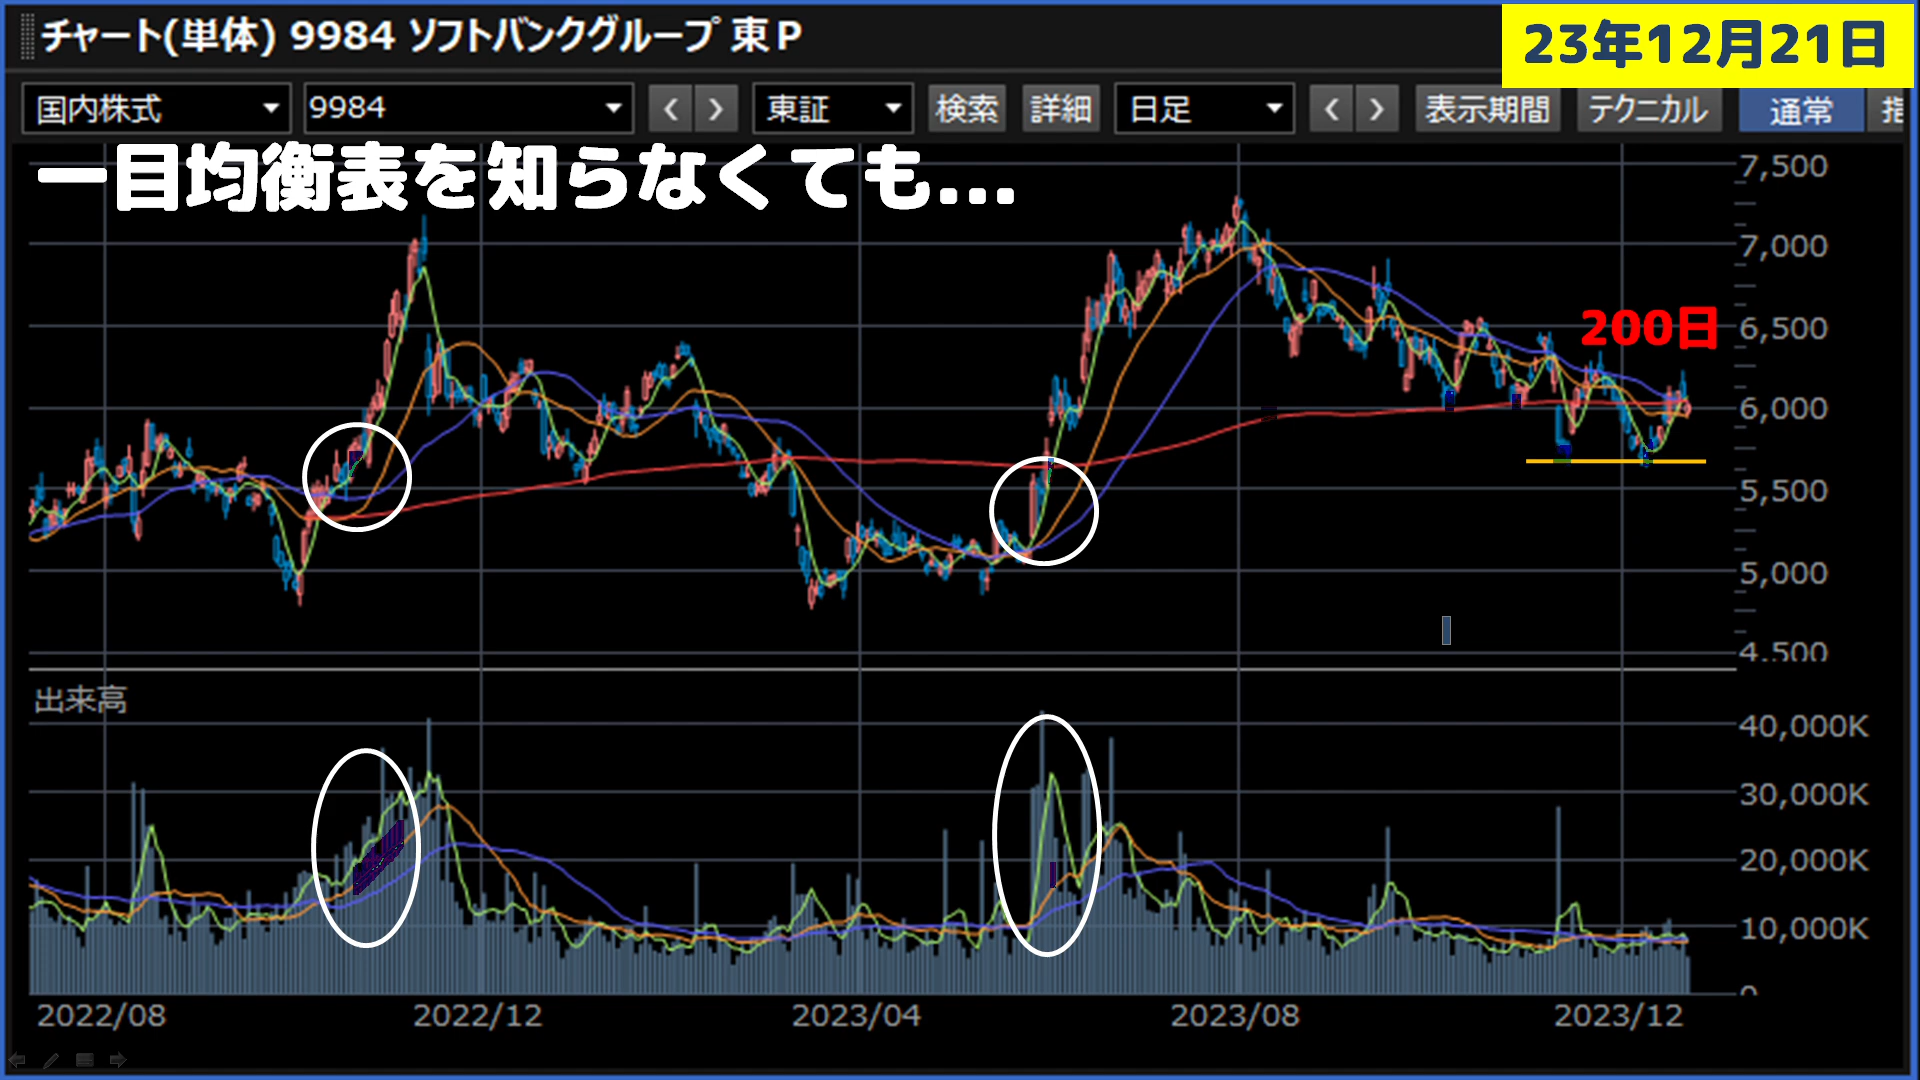 チャート(単体) 9984 ソフトバンクグループ 東P
23年12月21日
国内株式 9984 東証 検索 詳細 日足 表示期間 テクニカル 通常 指
一目均衡表を知らなくても...
7,500
7,000
200日
6,500
6,000
5,500
5,000
4,500
出来高
40,000K
30,000K
20,000K
10,000K
0
2022/08 2022/12 2023/04 2023/08 2023/12